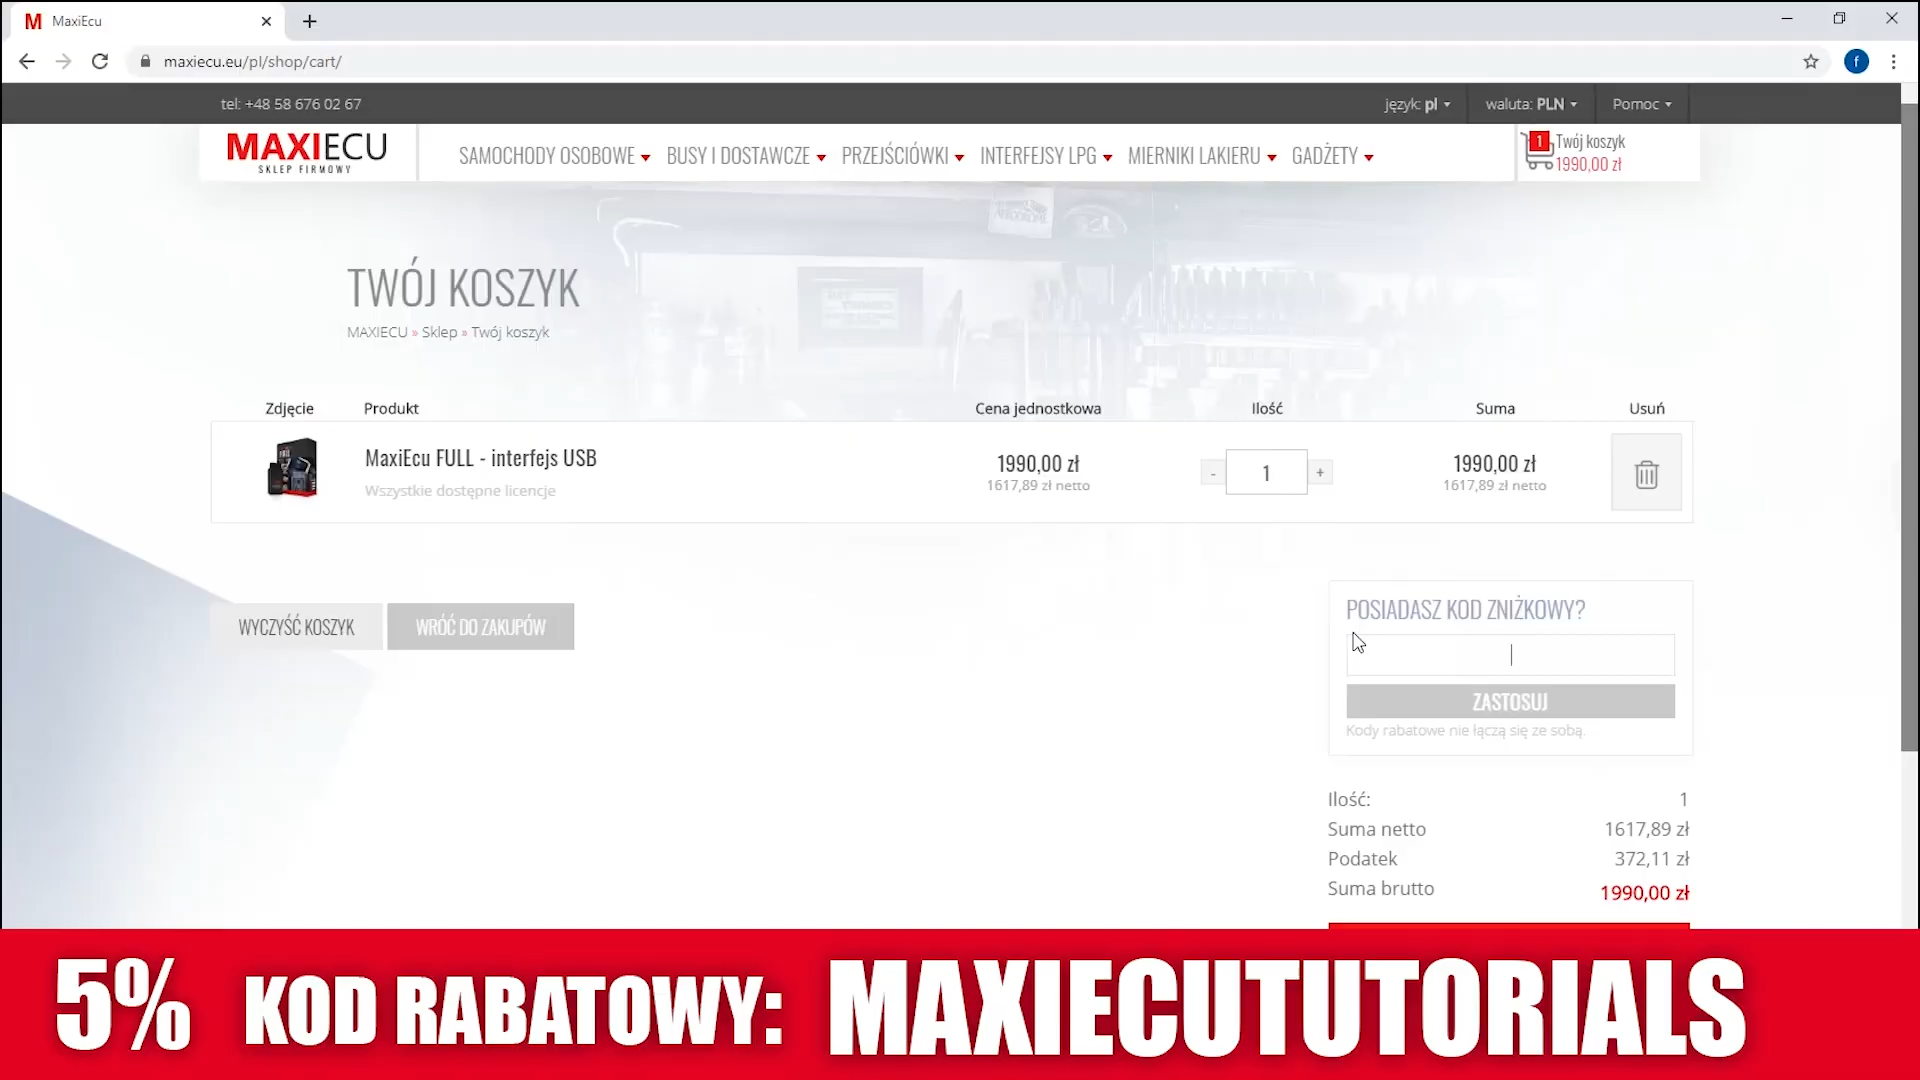 MaxiEcu
maxiecu.eu/pl/shop/cart/
f
tel: +48 58 676 02 67
język: pl
waluta: PLN
Pomoc
MAXIECU
SKLEP FIRMOWY
SAMOCHODY OSOBOWE
BUSY I DOSTAWCZE
PRZEJŚCIÓWKI
INTERFEJSY LPG
MIERNIKI LAKIERU
GADŻETY
1
Twój koszyk
1990,00 zł
TWÓJ KOSZYK
MAXIECU » Sklep » Twój koszyk
Zdjęcie Produkt Cena jednostkowa Ilość Suma Usuń
MaxiEcu FULL - interfejs USB
Wszystkie dostępne licencje
1990,00 zł
1617,89 zł netto
- 1 +
1990,00 zł
1617,89 zł netto
WYCZYŚĆ KOSZYK
WRÓĆ DO ZAKUPÓW
POSIADASZ KOD ZNIŻKOWY?
ZASTOSUJ
Kody rabatowe nie łączą się ze sobą.
Ilość: 1
Suma netto 1617,89 zł
Podatek 372,11 zł
Suma brutto 1990,00 zł
5% KOD RABATOWY: MAXIECUTUTORIALS